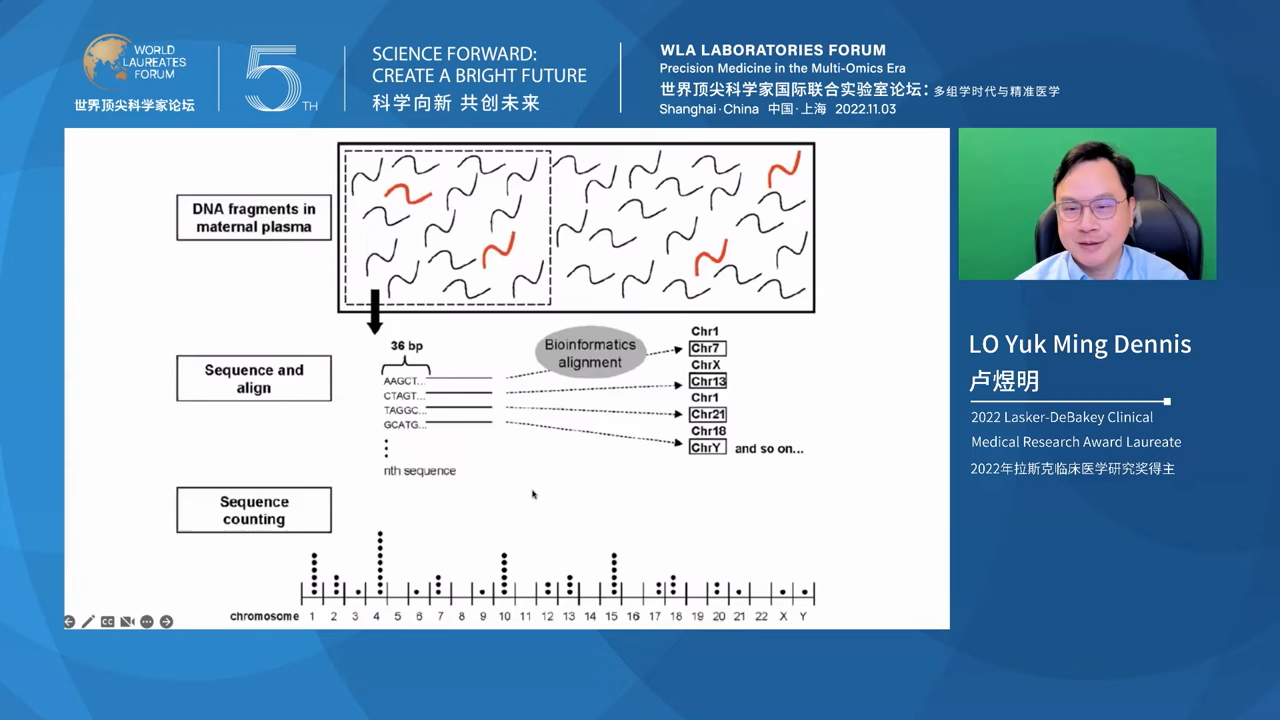 WORLD
LAUREATES
FORUM
世界顶尖科学家论坛
5TH
SCIENCE FORWARD:
CREATE A BRIGHT FUTURE
科学向新 共创未来
WLA LABORATORIES FORUM
Precision Medicine in the Multi-Omics Era
世界顶尖科学家国际联合实验室论坛：多组学时代与精准医学
Shanghai·China 中国·上海 2022.11.03
DNA fragments in
maternal plasma
Sequence and
align
36 bp
AAGCT...
CTAGT...
TAGGC...
GCATG...
nth sequence
Bioinformatics
alignment
Chr1
Chr7
ChrX
Chr13
Chr1
Chr21
Chr18
ChrY and so on...
Sequence
counting
chromosome 1 2 3 4 5 6 7 8 9 10 11 12 13 14 15 16 17 18 19 20 21 22 X Y
CC
LO Yuk Ming Dennis
卢煜明
2022 Lasker-DeBakey Clinical
Medical Research Award Laureate
2022年拉斯克临床医学研究奖得主